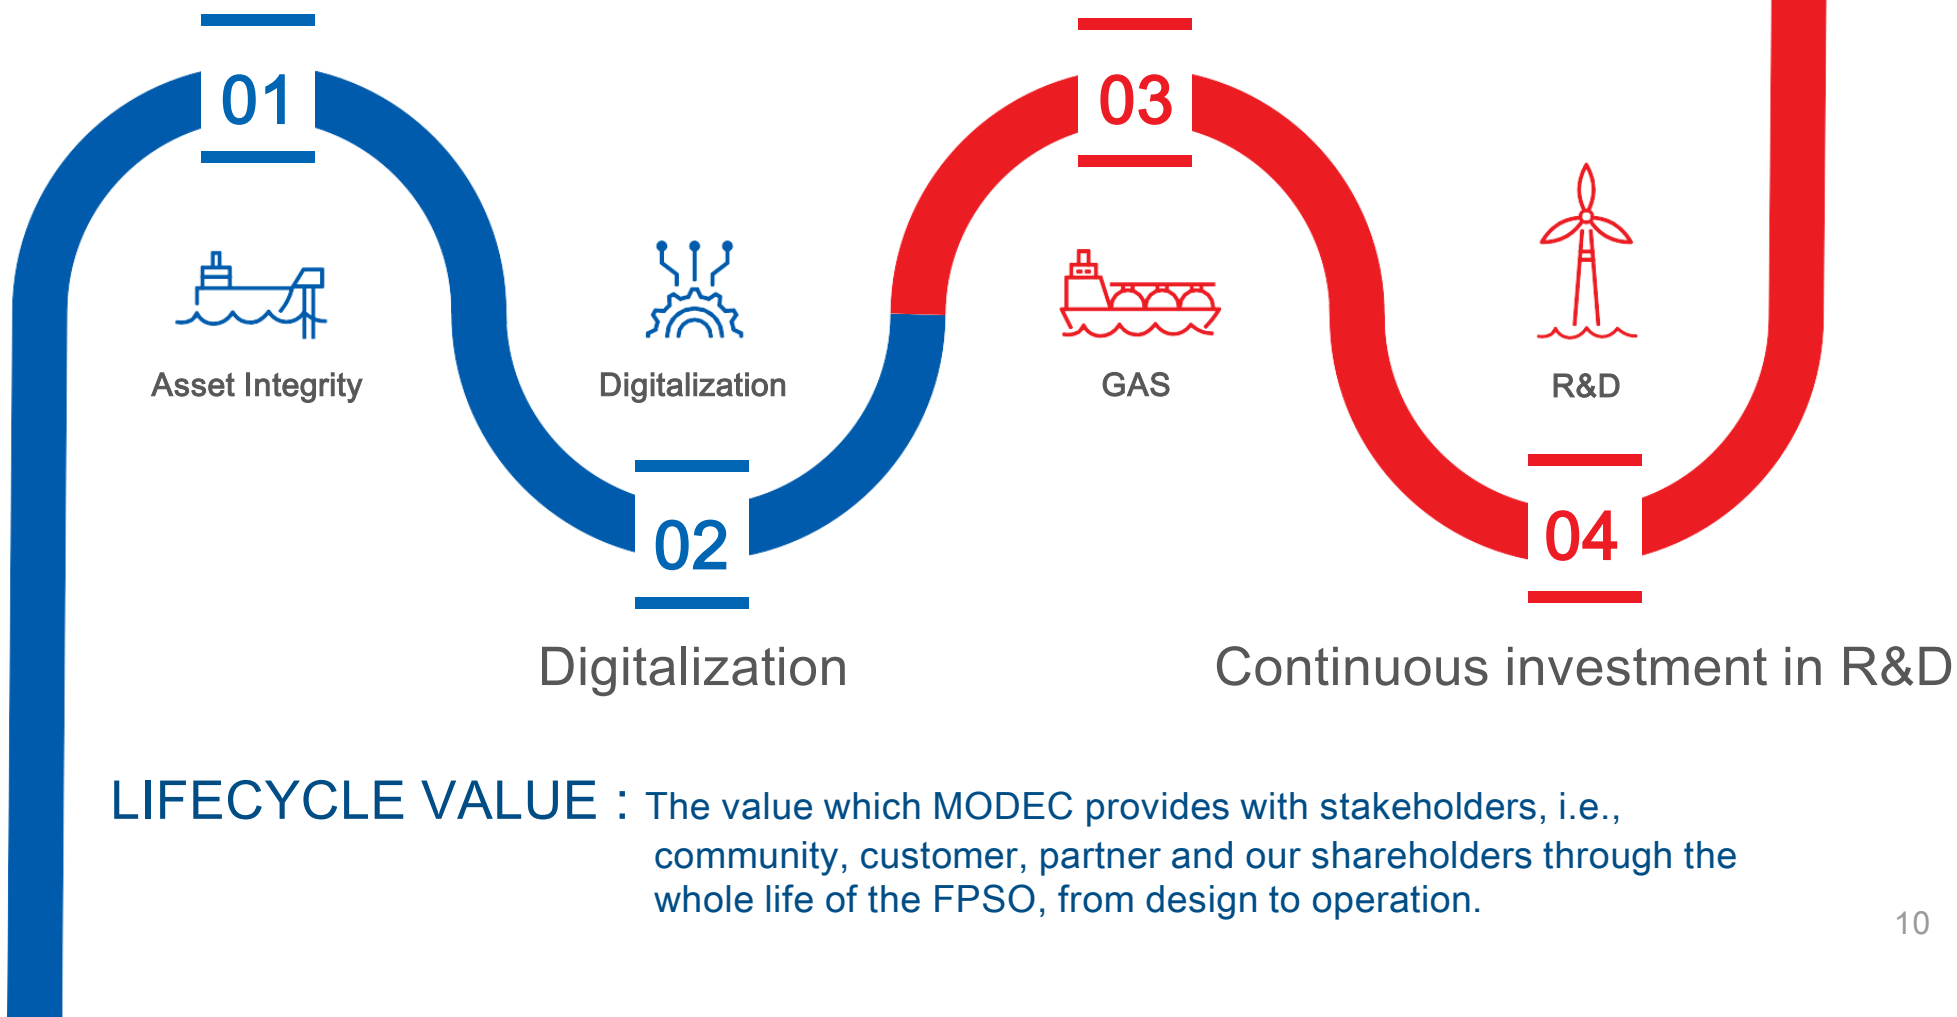 01
03
Asset Integrity
Digitalization
GAS
R&D
02
04
Digitalization
Continuous investment in R&D
LIFECYCLE VALUE : The value which MODEC provides with stakeholders, i.e.,
community, customer, partner and our shareholders through the
whole life of the FPSO, from design to operation.
10